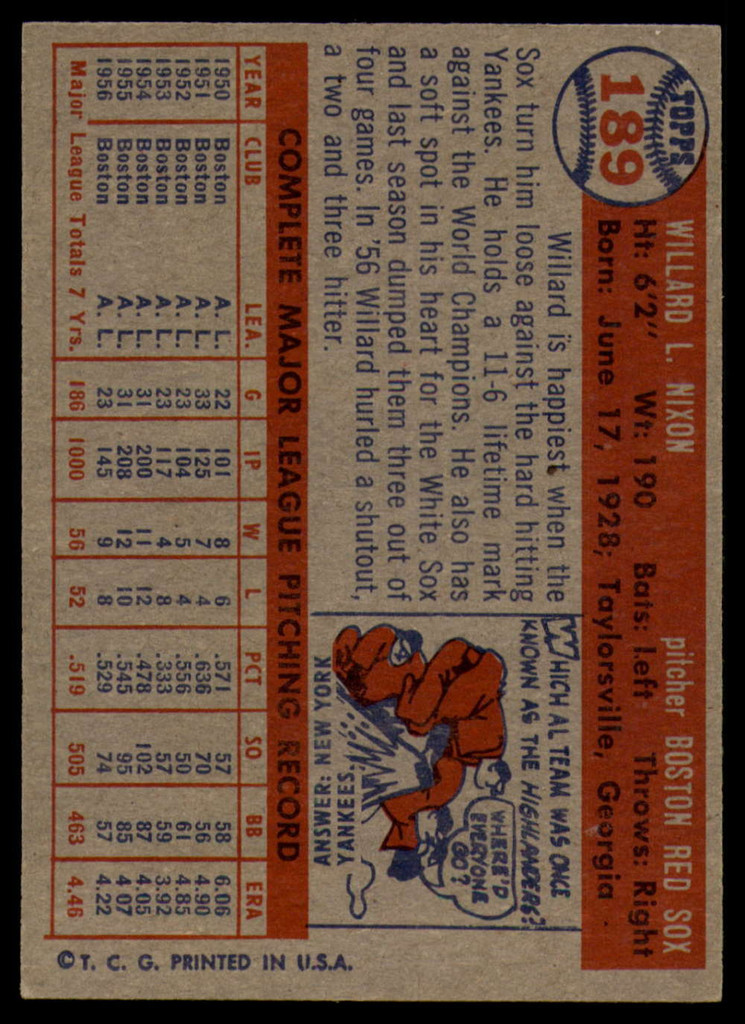 TOPPS
189
WILLARD L. NIXON pitcher BOSTON RED SOX
Ht: 6'2" Wt: 190 Bats: Left Throws: Right
Born: June 17, 1928; Taylorsville, Georgia
Willard is happiest when the
Sox turn him loose against the hard hitting
Yankees. He holds a 11-6 lifetime mark
against the World Champions. He also has
a soft spot in his heart for the White Sox
and last season dumped them three out of
four games. In '56 Willard hurled a shutout,
a two and three hitter.
WHICH AL TEAM WAS ONCE
KNOWN AS THE HIGHLANDERS?
WHERE'D
EVERYONE
GO?
ANSWER: NEW YORK
YANKEES
COMPLETE MAJOR LEAGUE PITCHING RECORD
YEAR CLUB LEA. G IP W L PCT SO BB ERA
1950 Boston A. L. 22 101 8 6 .571 57 58 6.06
1951 Boston A. L. 33 125 7 4 .636 70 56 4.90
1952 Boston A. L. 23 104 5 4 .556 50 61 4.85
1953 Boston A. L. 23 117 4 8 .333 57 59 3.92
1954 Boston A. L. 31 200 11 12 .478 102 87 4.05
1955 Boston A. L. 31 208 12 10 .545 95 85 4.07
1956 Boston A. L. 23 145 9 8 .529 74 57 4.22
Major League Totals 7 Yrs. 186 1000 56 52 .519 505 463 4.46
© T. C. G. PRINTED IN U.S.A.